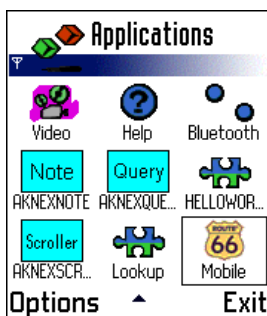 Applications
Video Help Bluetooth
Note Query
AKNEXNOTE AKNEXQUE... HELLOWOR...
Scroller ROUTE 66
AKNEXSCR... Lookup Mobile
Options Exit